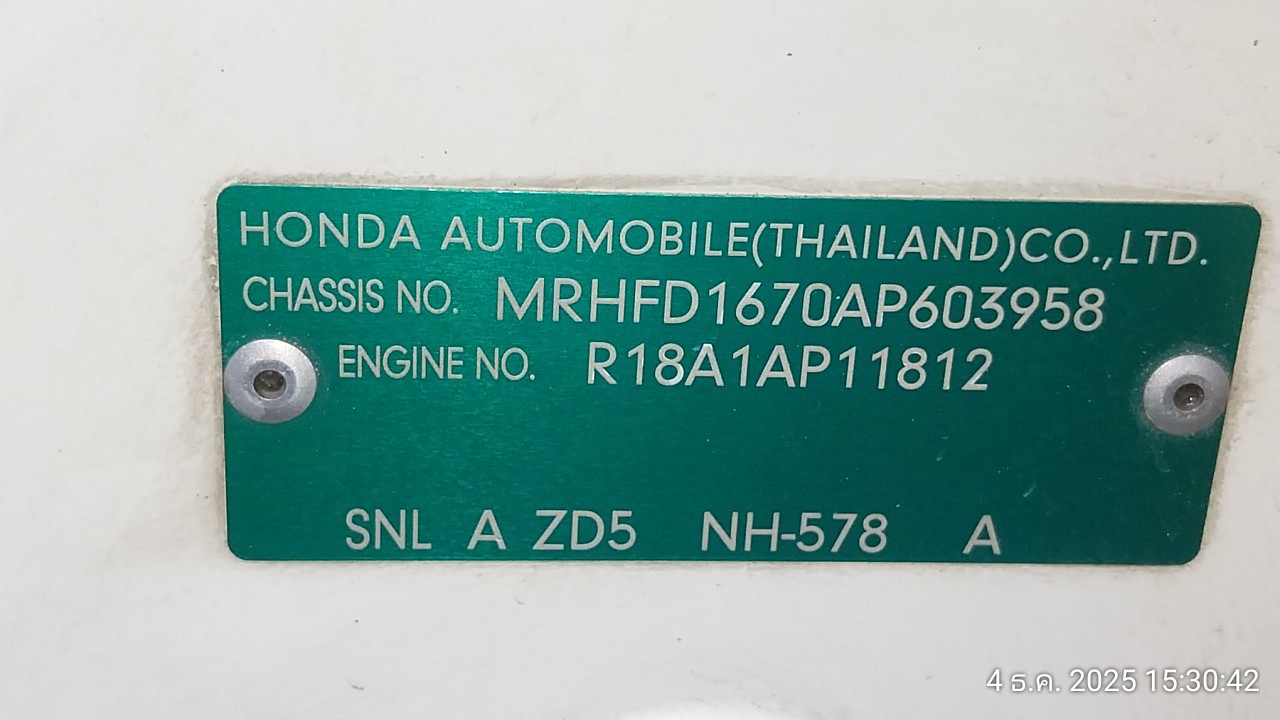 HONDA AUTOMOBILE(THAILAND)CO.,LTD.
CHASSIS NO. MRHFD1670AP603958
ENGINE NO. R18A1AP11812
SNL A ZD5 NH-578 A
4 ธ.ค. 2025 15:30:42